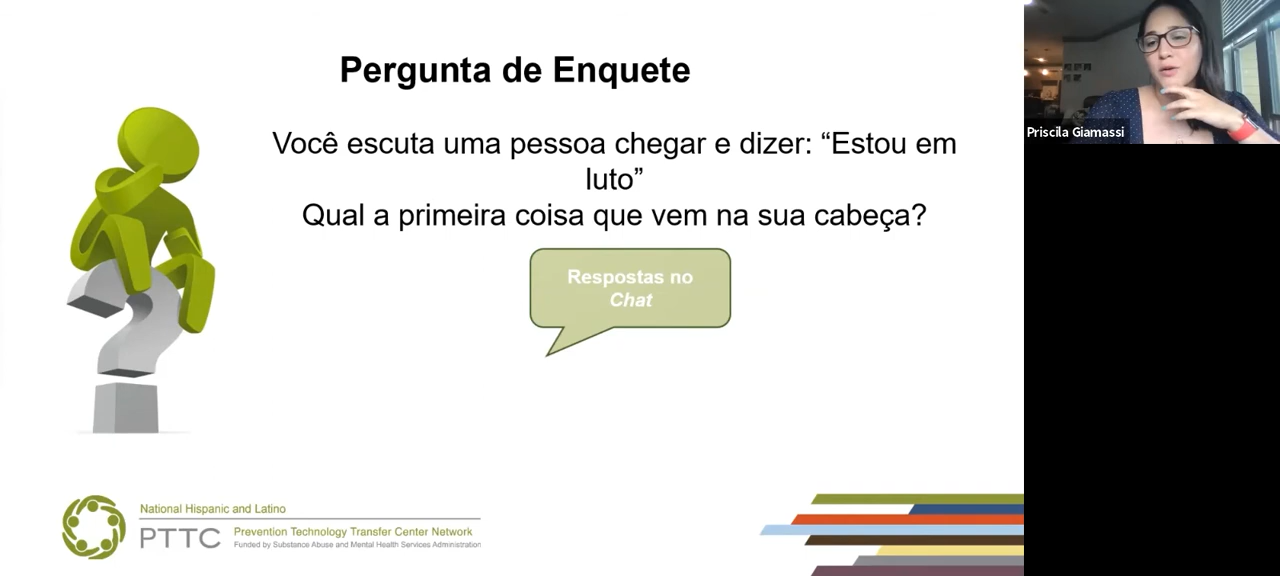 Pergunta de Enquete
Você escuta uma pessoa chegar e dizer: “Estou em
luto”
Qual a primeira coisa que vem na sua cabeça?
Respostas no
Chat
Priscila Giamassi
National Hispanic and Latino
PTTC
Prevention Technology Transfer Center Network
Funded by Substance Abuse and Mental Health Services Administration